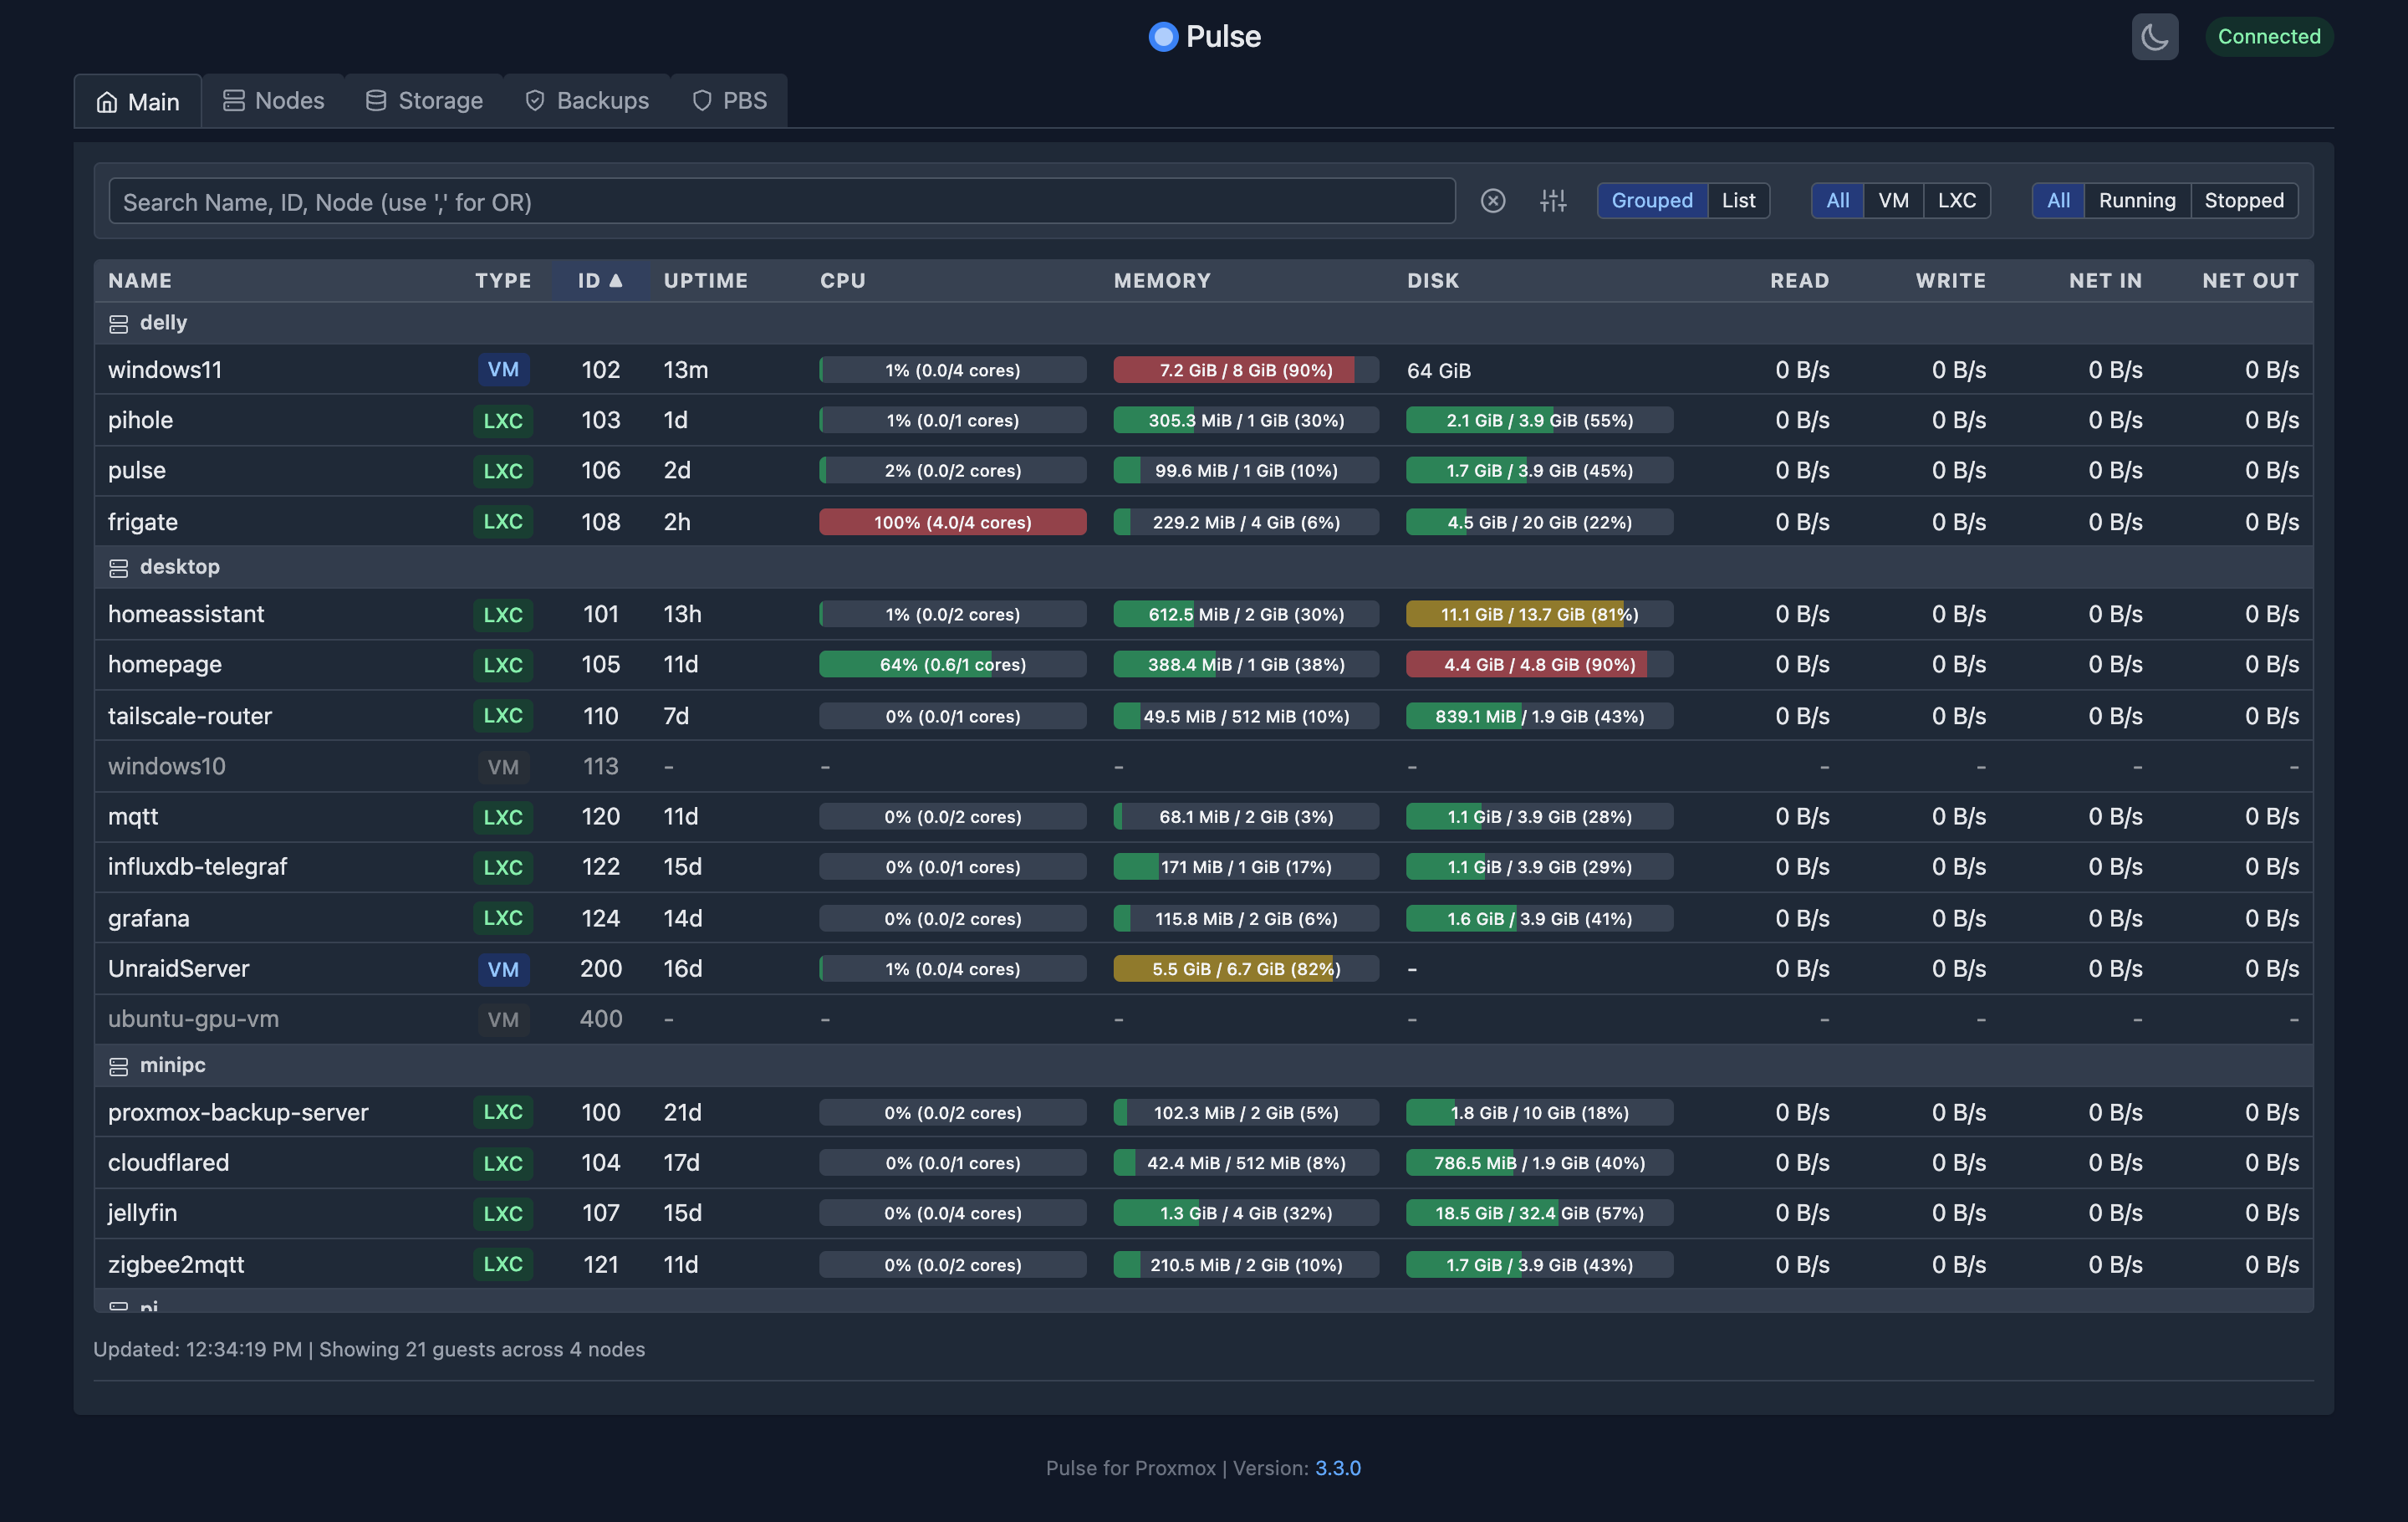 Pulse
Connected
Main Nodes Storage Backups PBS
Search Name, ID, Node (use ',' for OR) Grouped List All VM LXC All Running Stopped
NAME TYPE ID ▲ UPTIME CPU MEMORY DISK READ WRITE NET IN NET OUT
delly
windows11 VM 102 13m 1% (0.0/4 cores) 7.2 GiB / 8 GiB (90%) 64 GiB 0 B/s 0 B/s 0 B/s 0 B/s
pihole LXC 103 1d 1% (0.0/1 cores) 305.3 MiB / 1 GiB (30%) 2.1 GiB / 3.9 GiB (55%) 0 B/s 0 B/s 0 B/s 0 B/s
pulse LXC 106 2d 2% (0.0/2 cores) 99.6 MiB / 1 GiB (10%) 1.7 GiB / 3.9 GiB (45%) 0 B/s 0 B/s 0 B/s 0 B/s
frigate LXC 108 2h 100% (4.0/4 cores) 229.2 MiB / 4 GiB (6%) 4.5 GiB / 20 GiB (22%) 0 B/s 0 B/s 0 B/s 0 B/s
desktop
homeassistant LXC 101 13h 1% (0.0/2 cores) 612.5 MiB / 2 GiB (30%) 11.1 GiB / 13.7 GiB (81%) 0 B/s 0 B/s 0 B/s 0 B/s
homepage LXC 105 11d 64% (0.6/1 cores) 388.4 MiB / 1 GiB (38%) 4.4 GiB / 4.8 GiB (90%) 0 B/s 0 B/s 0 B/s 0 B/s
tailscale-router LXC 110 7d 0% (0.0/1 cores) 49.5 MiB / 512 MiB (10%) 839.1 MiB / 1.9 GiB (43%) 0 B/s 0 B/s 0 B/s 0 B/s
windows10 VM 113 - - - - - - - -
mqtt LXC 120 11d 0% (0.0/2 cores) 68.1 MiB / 2 GiB (3%) 1.1 GiB / 3.9 GiB (28%) 0 B/s 0 B/s 0 B/s 0 B/s
influxdb-telegraf LXC 122 15d 0% (0.0/1 cores) 171 MiB / 1 GiB (17%) 1.1 GiB / 3.9 GiB (29%) 0 B/s 0 B/s 0 B/s 0 B/s
grafana LXC 124 14d 0% (0.0/2 cores) 115.8 MiB / 2 GiB (6%) 1.6 GiB / 3.9 GiB (41%) 0 B/s 0 B/s 0 B/s 0 B/s
UnraidServer VM 200 16d 1% (0.0/4 cores) 5.5 GiB / 6.7 GiB (82%) - 0 B/s 0 B/s 0 B/s 0 B/s
ubuntu-gpu-vm VM 400 - - - - - - - -
minipc
proxmox-backup-server LXC 100 21d 0% (0.0/2 cores) 102.3 MiB / 2 GiB (5%) 1.8 GiB / 10 GiB (18%) 0 B/s 0 B/s 0 B/s 0 B/s
cloudflared LXC 104 17d 0% (0.0/1 cores) 42.4 MiB / 512 MiB (8%) 786.5 MiB / 1.9 GiB (40%) 0 B/s 0 B/s 0 B/s 0 B/s
jellyfin LXC 107 15d 0% (0.0/4 cores) 1.3 GiB / 4 GiB (32%) 18.5 GiB / 32.4 GiB (57%) 0 B/s 0 B/s 0 B/s 0 B/s
zigbee2mqtt LXC 121 11d 0% (0.0/2 cores) 210.5 MiB / 2 GiB (10%) 1.7 GiB / 3.9 GiB (43%) 0 B/s 0 B/s 0 B/s 0 B/s
Updated: 12:34:19 PM | Showing 21 guests across 4 nodes
Pulse for Proxmox | Version: 3.3.0